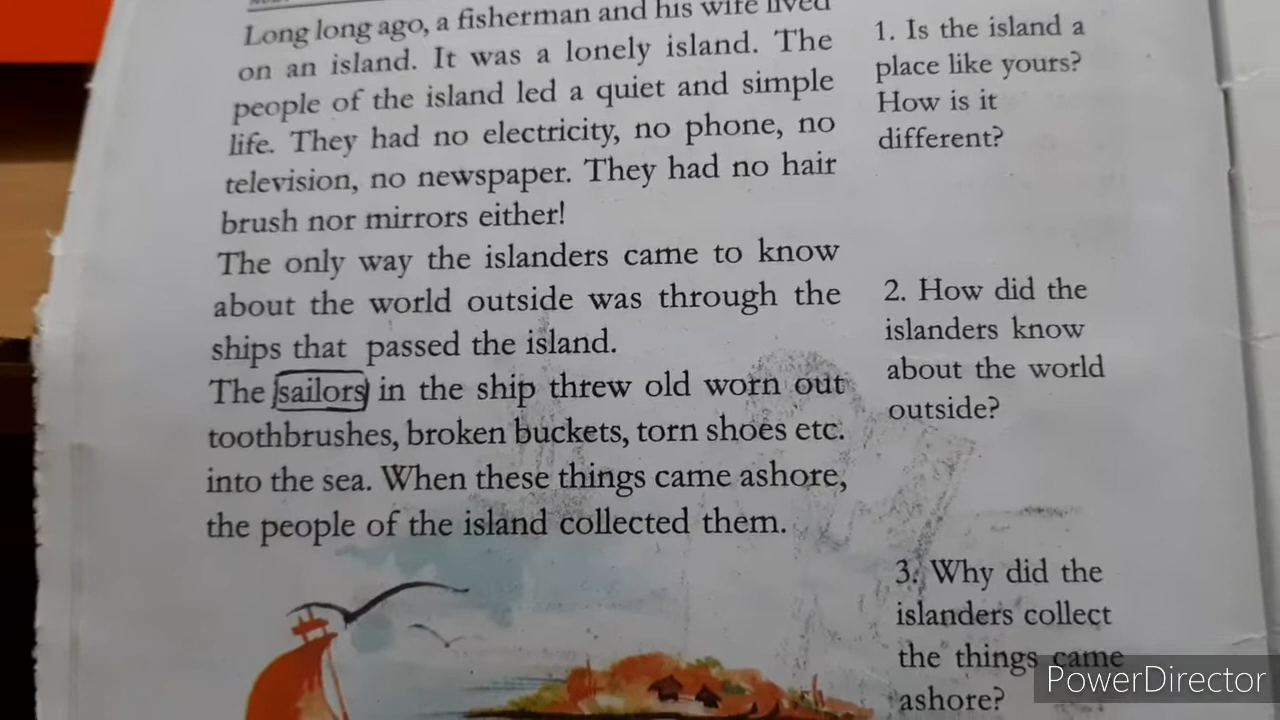 Long long ago, a fisherman and his wife lived
on an island. It was a lonely island. The
people of the island led a quiet and simple
life. They had no electricity, no phone, no
television, no newspaper. They had no hair
brush nor mirrors either!
The only way the islanders came to know
about the world outside was through the
ships that passed the island.
The sailors in the ship threw old worn out
toothbrushes, broken buckets, torn shoes etc.
into the sea. When these things came ashore,
the people of the island collected them.
1. Is the island a
place like yours?
How is it
different?
2. How did the
islanders know
about the world
outside?
3. Why did the
islanders collect
the things came
ashore?
PowerDirector